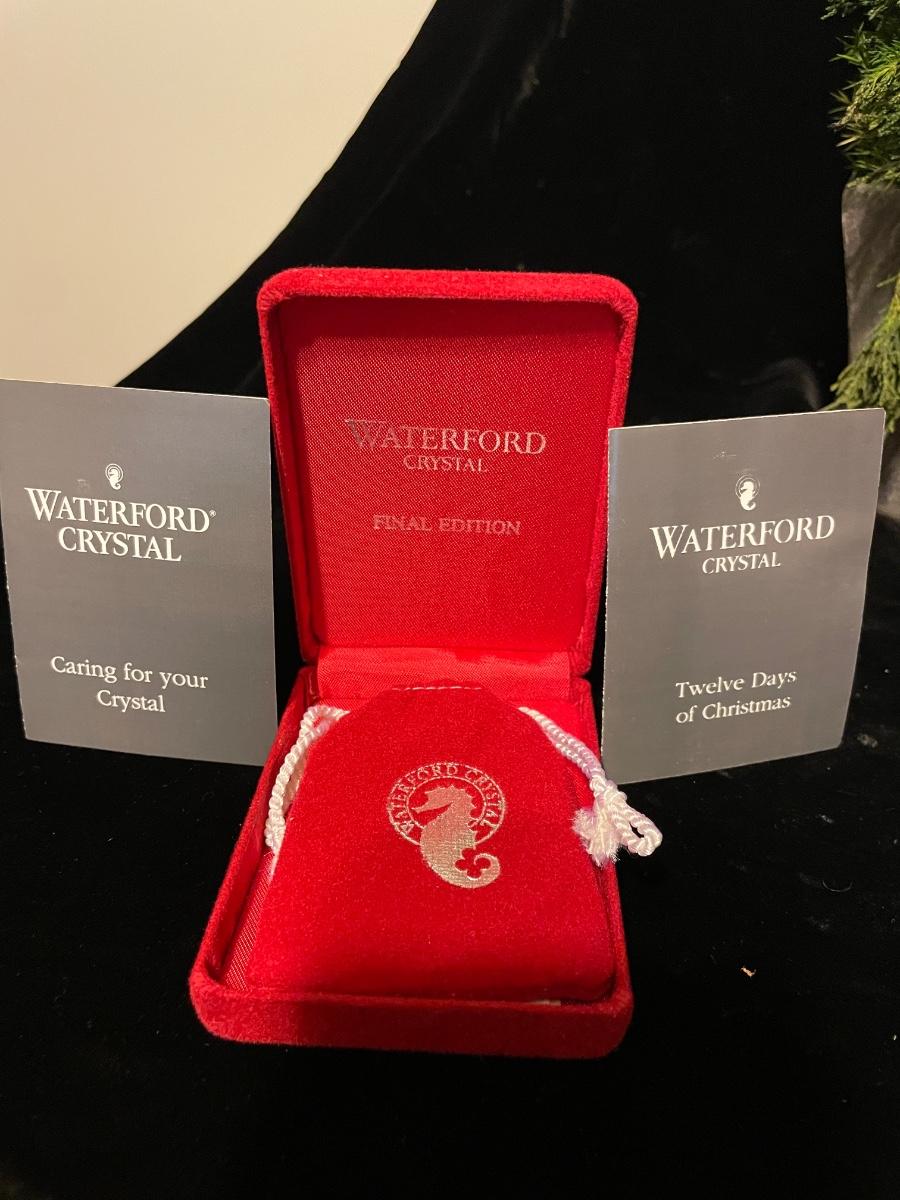 WATERFORD®
CRYSTAL
Caring for your
Crystal
WATERFORD
CRYSTAL
FINAL EDITION
WATERFORD CRYSTAL
WATERFORD
CRYSTAL
Twelve Days
of Christmas